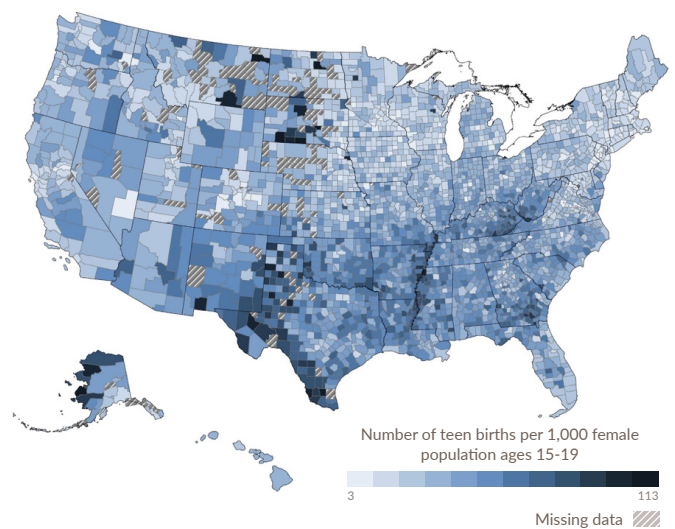 Number of teen births per 1,000 female
population ages 15-19
3
113
Missing data